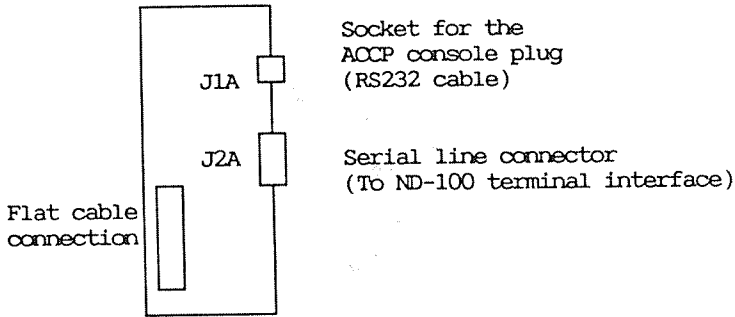 Socket for the
ACCP console plug
(RS232 cable)
J1A
J2A
Serial line connector
(To ND-100 terminal interface)
Flat cable
connection